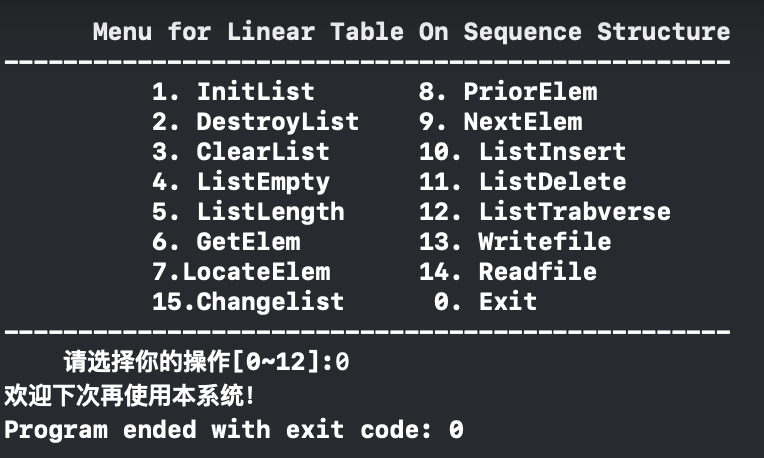 Menu for Linear Table On Sequence Structure
-------------------------------------------------
1. InitList 8. PriorElem
2. DestroyList 9. NextElem
3. ClearList 10. ListInsert
4. ListEmpty 11. ListDelete
5. ListLength 12. ListTrabverse
6. GetElem 13. Writefile
7.LocateElem 14. Readfile
15.Changelist 0. Exit
-------------------------------------------------
请选择你的操作[0~12]:0
欢迎下次再使用本系统!
Program ended with exit code: 0